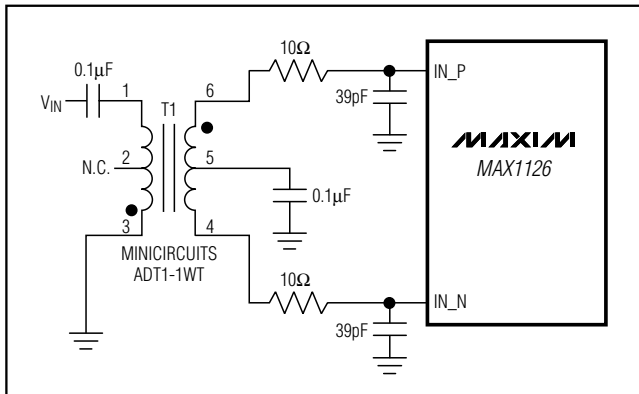 10Ω
0.1μF
39pF
IN_P
VIN
1
T1
6
MAXIM
MAX1126
N.C.
2
5
0.1μF
3
4
MINICIRCUITS
ADT1-1WT
10Ω
IN_N
39pF